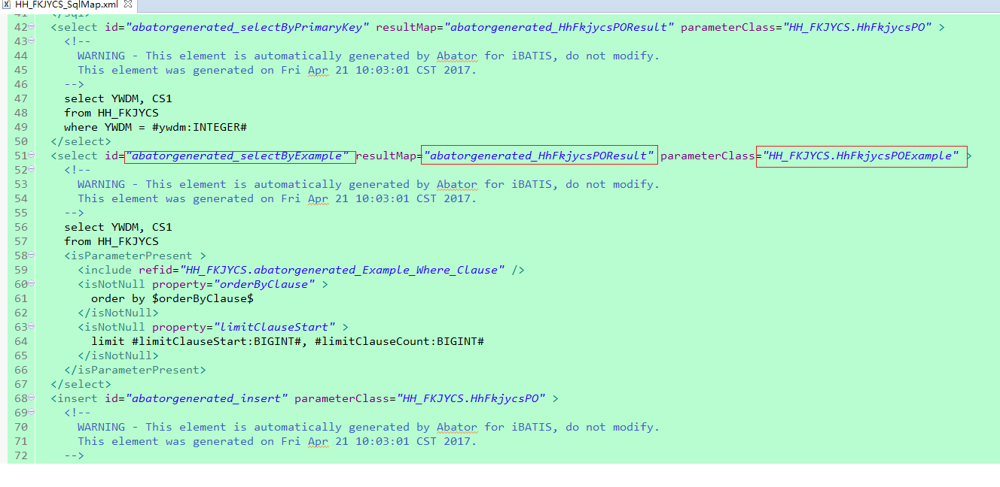 HH_FKJYCS_SqlMap.xml
41 </sql>
42 <select id="abatorgenerated_selectByPrimaryKey" resultMap="abatorgenerated_HhFkjycsPOResult" parameterClass="HH_FKJYCS.HhFkjycsPO" >
43 <!--
44 WARNING - This element is automatically generated by Abator for iBATIS, do not modify.
45 This element was generated on Fri Apr 21 10:03:01 CST 2017.
46 -->
47 select YWDM, CS1
48 from HH_FKJYCS
49 where YWDM = #ywdm:INTEGER#
50 </select>
51 <select id="abatorgenerated_selectByExample" resultMap="abatorgenerated_HhFkjycsPOResult" parameterClass="HH_FKJYCS.HhFkjycsPOExample" >
52 <!--
53 WARNING - This element is automatically generated by Abator for iBATIS, do not modify.
54 This element was generated on Fri Apr 21 10:03:01 CST 2017.
55 -->
56 select YWDM, CS1
57 from HH_FKJYCS
58 <isParameterPresent >
59 <include refid="HH_FKJYCS.abatorgenerated_Example_Where_Clause" />
60 <isNotNull property="orderByClause" >
61 order by $orderByClause$
62 </isNotNull>
63 <isNotNull property="limitClauseStart" >
64 limit #limitClauseStart:BIGINT#, #limitClauseCount:BIGINT#
65 </isNotNull>
66 </isParameterPresent>
67 </select>
68 <insert id="abatorgenerated_insert" parameterClass="HH_FKJYCS.HhFkjycsPO" >
69 <!--
70 WARNING - This element is automatically generated by Abator for iBATIS, do not modify.
71 This element was generated on Fri Apr 21 10:03:01 CST 2017.
72 -->